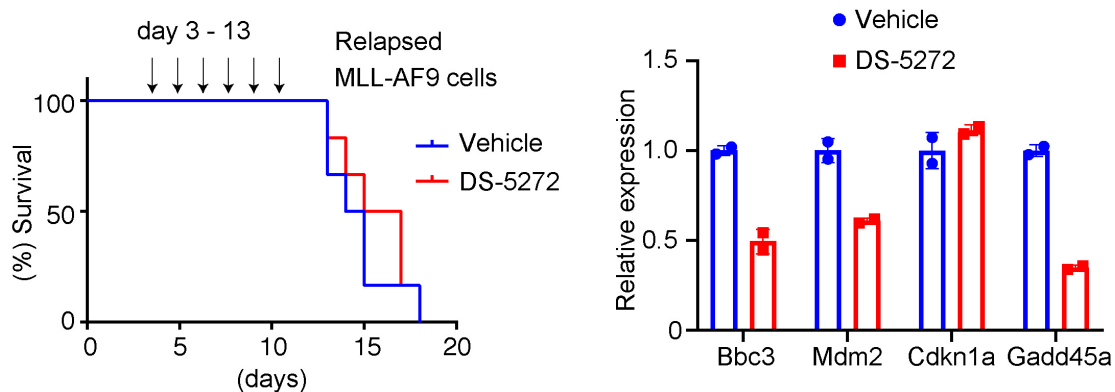 day 3 - 13
Relapsed
MLL-AF9 cells
(%) Survival
100
50
0
0 5 10 15 20
(days)
Vehicle
DS-5272
Vehicle
DS-5272
Relative expression
1.5
1.0
0.5
0
Bbc3 Mdm2 Cdkn1a Gadd45a